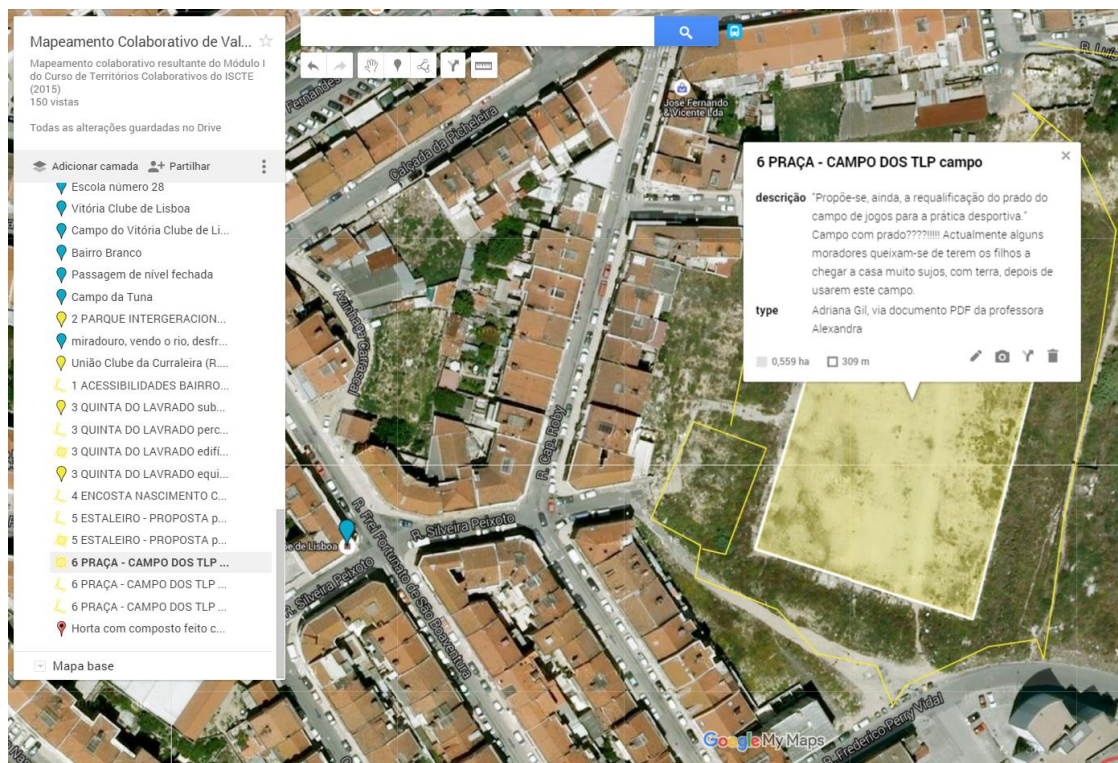 Mapeamento Colaborativo de Val...
Mapeamento colaborativo resultante do Módulo I
do Curso de Territórios Colaborativos do ISCTE
(2015)
150 vistas
Todas as alterações guardadas no Drive
Adicionar camada
Partilhar
Escola número 28
Vitória Clube de Lisboa
Campo do Vitória Clube de Li...
Bairro Branco
Passagem de nível fechada
Campo da Tuna
2 PARQUE INTERGERACION...
miradouro, vendo o rio, desfr...
União Clube da Curraleira (R....
1 ACESSIBILIDADES BAIRRO...
3 QUINTA DO LAVRADO sub...
3 QUINTA DO LAVRADO perc...
3 QUINTA DO LAVRADO edifi...
3 QUINTA DO LAVRADO equi...
4 ENCOSTA NASCIMENTO C...
5 ESTALEIRO - PROPOSTA p...
5 ESTALEIRO - PROPOSTA p...
6 PRAÇA - CAMPO DOS TLP ...
6 PRAÇA - CAMPO DOS TLP ...
6 PRAÇA - CAMPO DOS TLP ...
Horta com composto feito c...
Mapa base
6 PRAÇA - CAMPO DOS TLP campo
descrição "Propõe-se, ainda, a requalificação do prado do
campo de jogos para a prática desportiva."
Campo com prado????!!!!! Actualmente alguns
moradores queixam-se de terem os filhos a
chegar a casa muito sujos, com terra, depois de
usarem este campo.
type Adriana Gil, via documento PDF da professora
Alexandra
0,559 ha
309 m
Fernandes
Calçada da Picheleira
José Fernando
& Vicente Lda
Azinhaga Carrascal
R. Cap. Roby
R. Silveira Peixoto
R. Silveira Peixoto
de Lisboa
R. Frei Fortunato de São Boaventura
R. Frederico Perry Vidal
Google My Maps